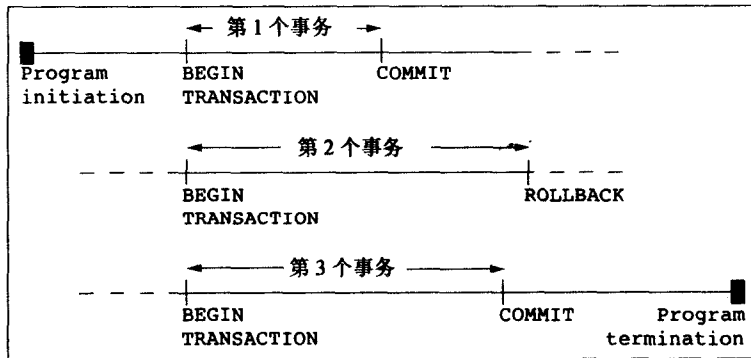 第1个事务
Program BEGIN COMMIT
initiation TRANSACTION
第2个事务
BEGIN ROLLBACK
TRANSACTION
第3个事务
BEGIN COMMIT Program
TRANSACTION termination